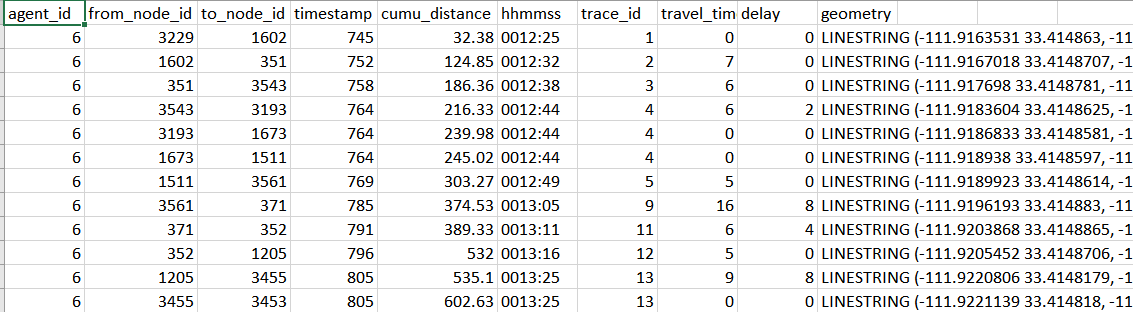 agent_id from_node_id to_node_id timestamp cumu_distance hhmmss trace_id travel_tim delay geometry
6 3229 1602 745 32.38 0012:25 1 0 0 LINESTRING (-111.9163531 33.414863, -11
6 1602 351 752 124.85 0012:32 2 7 0 LINESTRING (-111.9167018 33.4148707, -1
6 351 3543 758 186.36 0012:38 3 6 0 LINESTRING (-111.917698 33.4148781, -11
6 3543 3193 764 216.33 0012:44 4 6 2 LINESTRING (-111.9183604 33.4148625, -1
6 3193 1673 764 239.98 0012:44 4 0 0 LINESTRING (-111.9186833 33.4148581, -1
6 1673 1511 764 245.02 0012:44 4 0 0 LINESTRING (-111.918938 33.4148597, -11
6 1511 3561 769 303.27 0012:49 5 5 0 LINESTRING (-111.9189923 33.4148614, -1
6 3561 371 785 374.53 0013:05 9 16 8 LINESTRING (-111.9196193 33.414883, -11
6 371 352 791 389.33 0013:11 11 6 4 LINESTRING (-111.9203868 33.4148865, -1
6 352 1205 796 532 0013:16 12 5 0 LINESTRING (-111.9205452 33.4148706, -1
6 1205 3455 805 535.1 0013:25 13 9 8 LINESTRING (-111.9220806 33.4148179, -1
6 3455 3453 805 602.63 0013:25 13 0 0 LINESTRING (-111.9221139 33.414818, -11